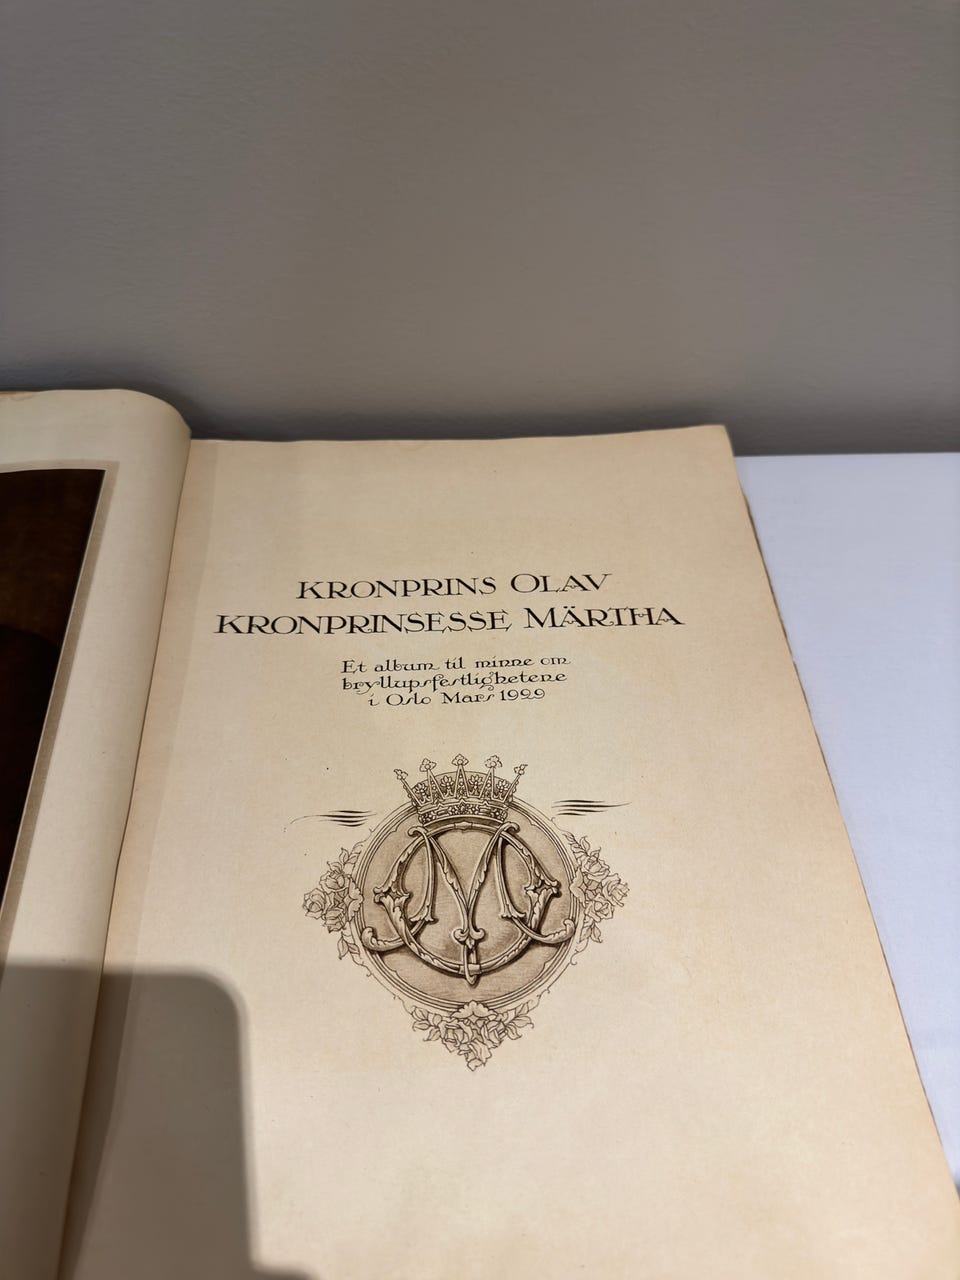 KRONPRINS OLAV
KRONPRINSESSE MÄRTHA
Et album til minne om
bryllupsfestlighetene
i Oslo Mars 1929